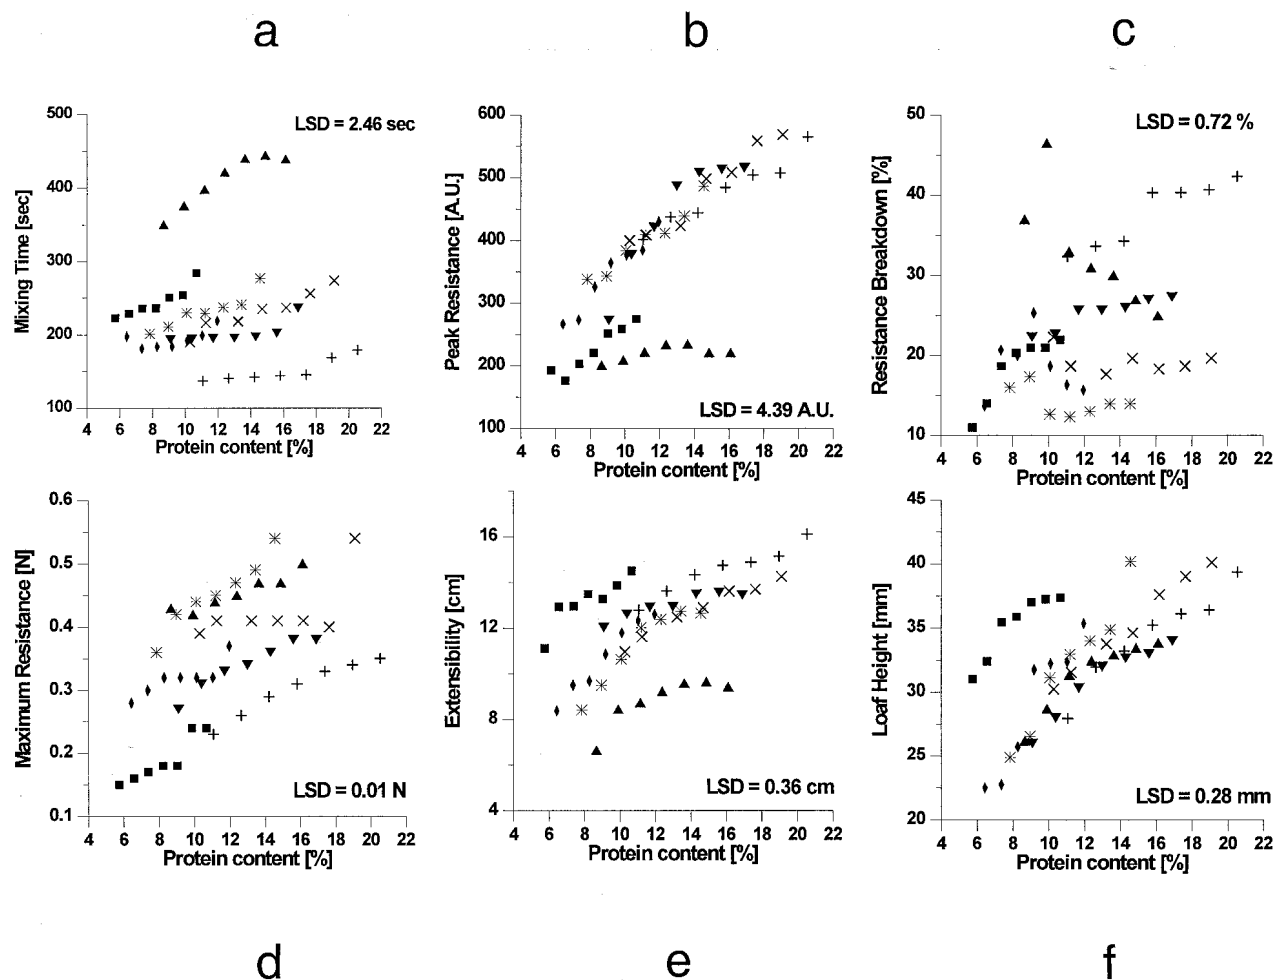 a
b
c
500
400
300
200
100
Mixing Time [sec]
LSD = 2.46 sec
4 6 8 10 12 14 16 18 20 22
Protein content [%]
600
500
400
300
200
100
Peak Resistance [A.U.]
LSD = 4.39 A.U.
4 6 8 10 12 14 16 18 20 22
Protein content [%]
50
40
30
20
10
Resistance Breakdown [%]
LSD = 0.72 %
4 6 8 10 12 14 16 18 20 22
Protein content [%]
0.6
0.5
0.4
0.3
0.2
0.1
Maximum Resistance [N]
LSD = 0.01 N
4 6 8 10 12 14 16 18 20 22
Protein content [%]
16
12
8
4
Extensibility [cm]
LSD = 0.36 cm
4 6 8 10 12 14 16 18 20 22
Protein content [%]
45
40
35
30
25
20
Loaf Height [mm]
LSD = 0.28 mm
4 6 8 10 12 14 16 18 20 22
Protein content [%]
d
e
f